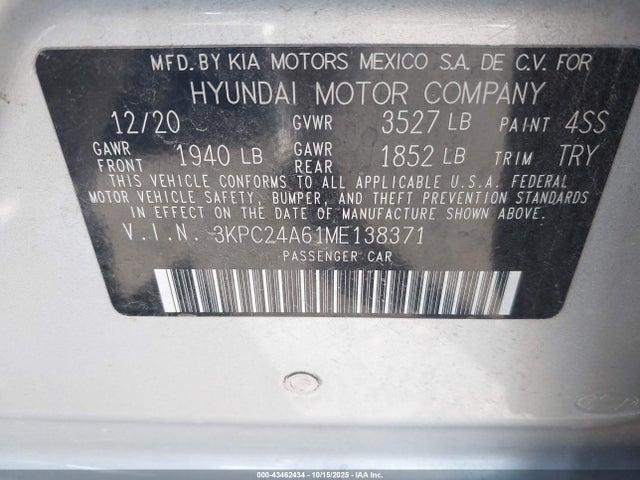 MFD. BY KIA MOTORS MEXICO S.A. DE C.V. FOR
HYUNDAI MOTOR COMPANY
12/20 GVWR 3527 LB PAINT 4SS
GAWR FRONT 1940 LB GAWR REAR 1852 LB TRIM TRY
THIS VEHICLE CONFORMS TO ALL APPLICABLE U.S.A. FEDERAL
MOTOR VEHICLE SAFETY, BUMPER, AND THEFT PREVENTION STANDARDS
IN EFFECT ON THE DATE OF MANUFACTURE SHOWN ABOVE.
V.I.N. 3KPC24A61ME138371
PASSENGER CAR
000-43462434 - 10/15/2025 - IAA Inc.